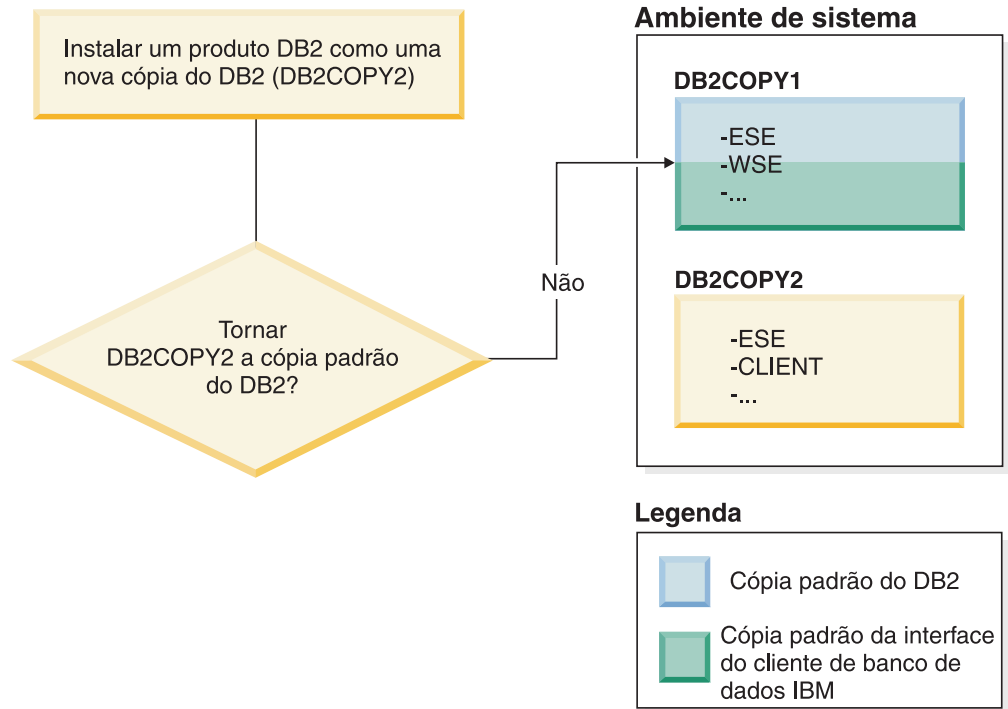 Instalar um produto DB2 como uma
nova cópia do DB2 (DB2COPY2)
Tornar
DB2COPY2 a cópia padrão
do DB2?
Não
Ambiente de sistema
DB2COPY1
-ESE
-WSE
-...
DB2COPY2
-ESE
-CLIENT
-...
Legenda
Cópia padrão do DB2
Cópia padrão da interface
do cliente de banco de
dados IBM